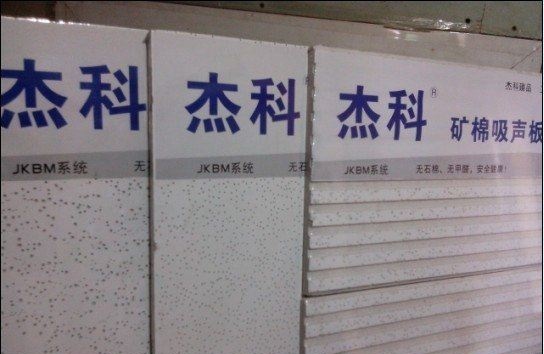 杰科
JKBM系统 无
杰科
JKBM系统 无石
杰科® 矿棉吸声板
杰科臻品
JKBM系统 无石棉、无甲醛，安全健康！